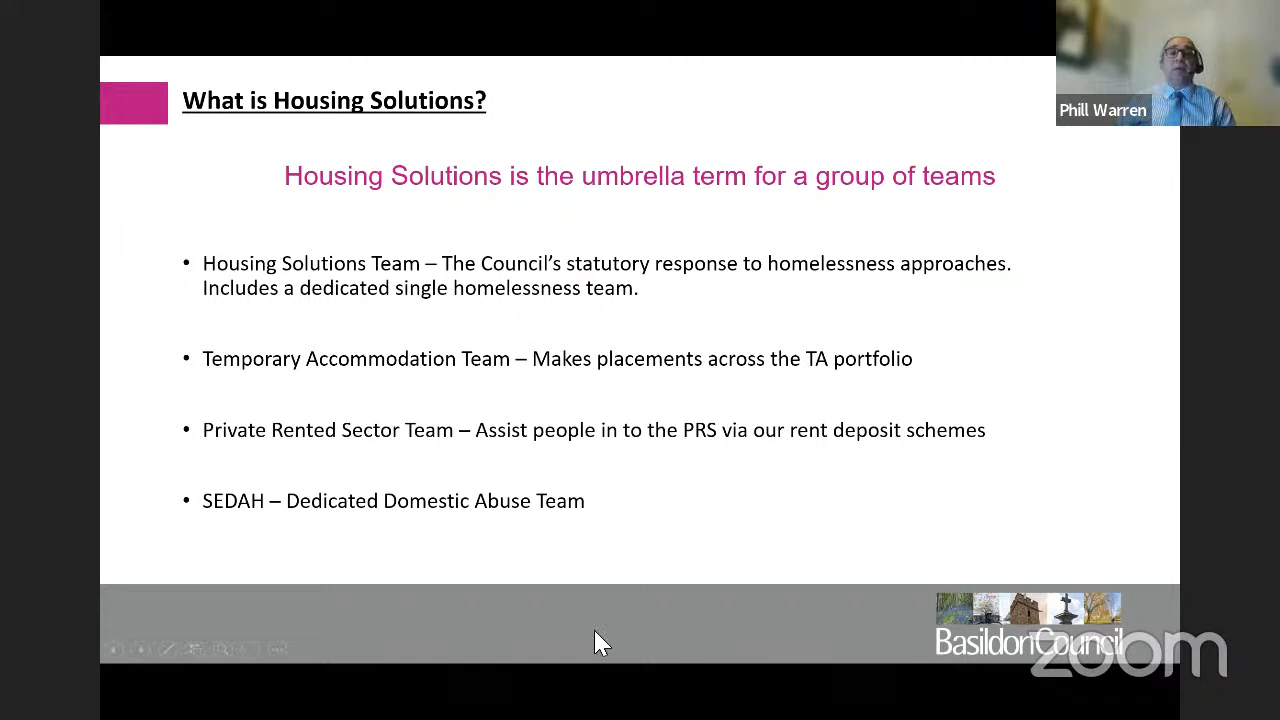 What is Housing Solutions?
Phill Warren
Housing Solutions is the umbrella term for a group of teams
• Housing Solutions Team – The Council’s statutory response to homelessness approaches.
Includes a dedicated single homelessness team.
• Temporary Accommodation Team – Makes placements across the TA portfolio
• Private Rented Sector Team – Assist people in to the PRS via our rent deposit schemes
• SEDAH – Dedicated Domestic Abuse Team
BasildonCouncil
zoom